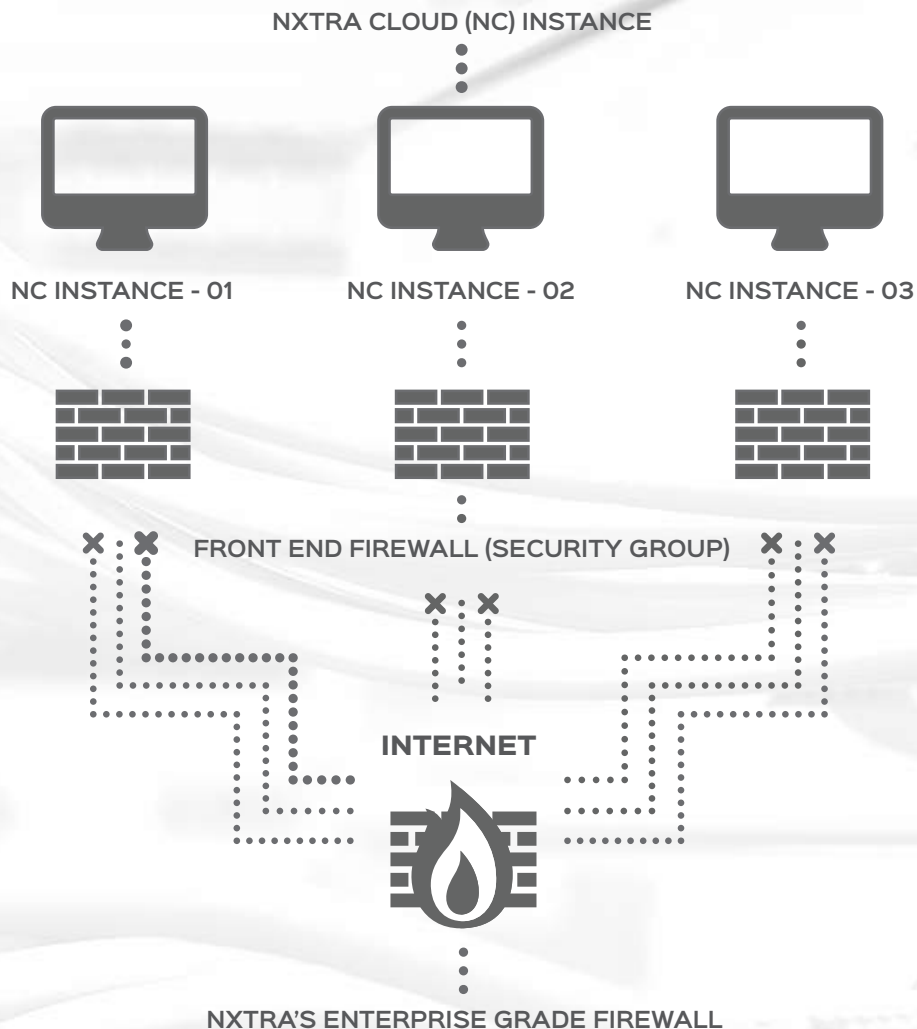 NXTRA CLOUD (NC) INSTANCE
NC INSTANCE - 01
NC INSTANCE - 02
NC INSTANCE - 03
FRONT END FIREWALL (SECURITY GROUP)
INTERNET
NXTRA'S ENTERPRISE GRADE FIREWALL